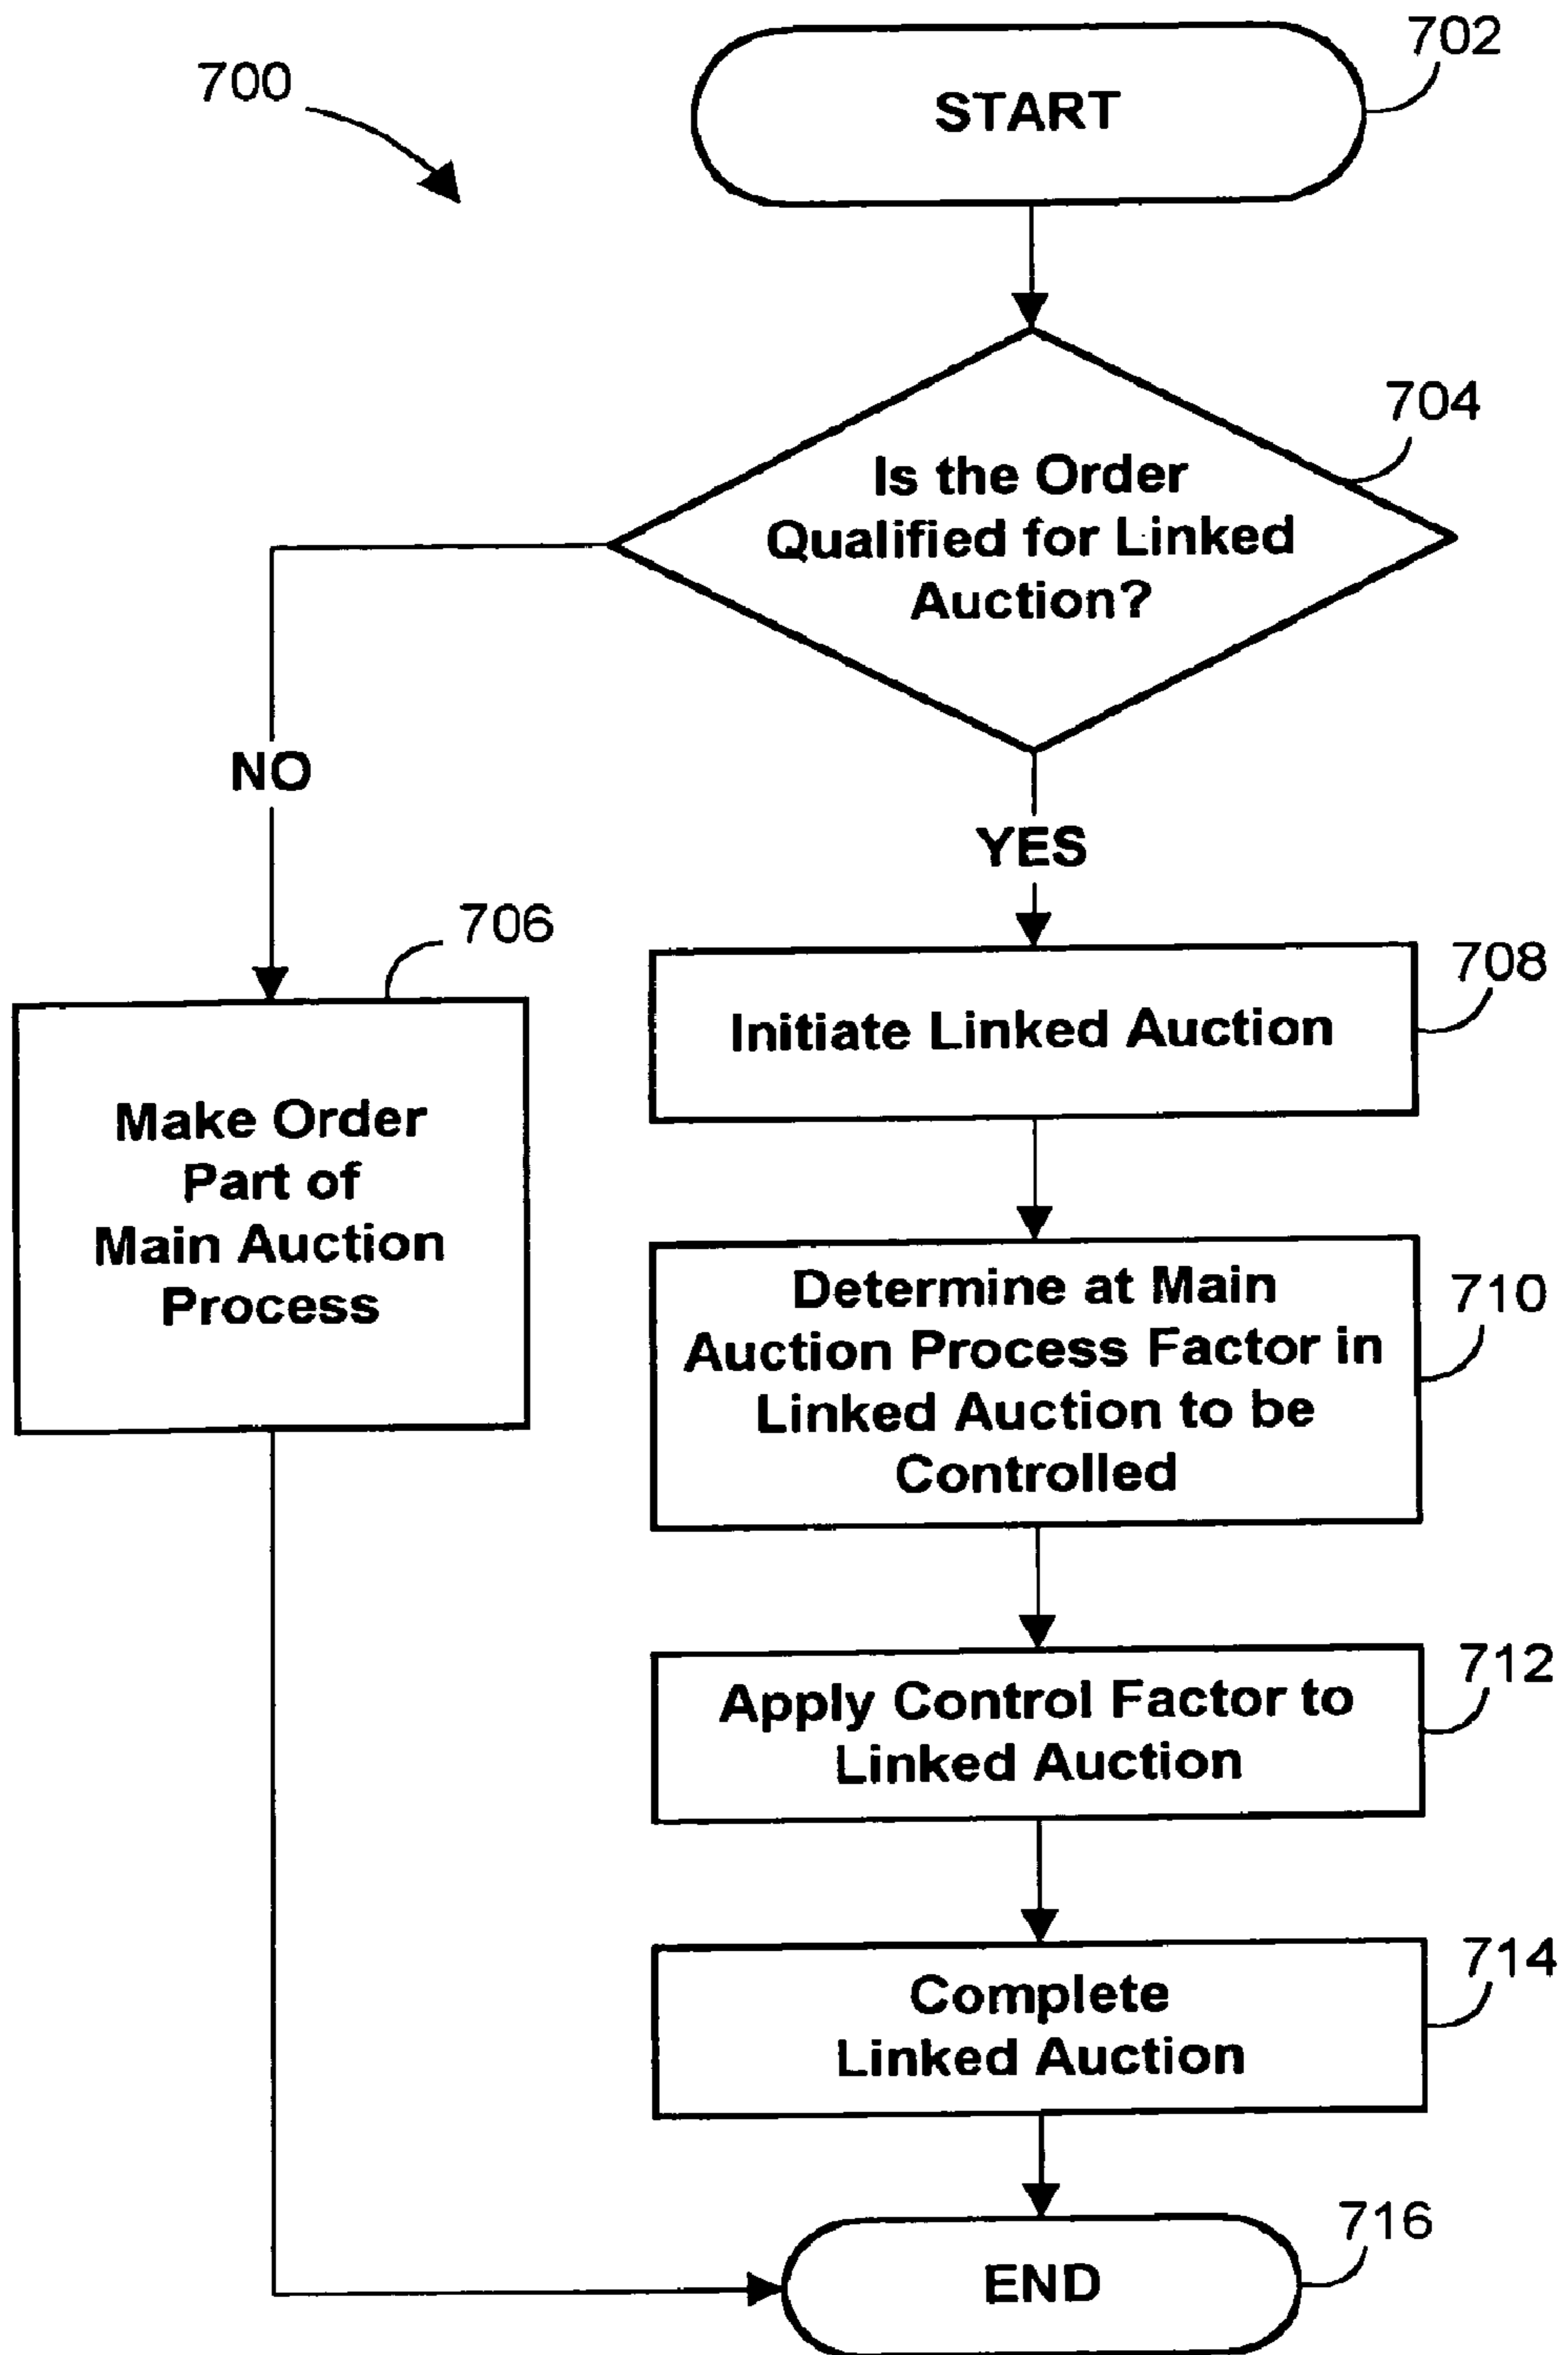 700
702
START
704
Is the Order
Qualified for Linked
Auction?
NO
YES
706
Make Order
Part of
Main Auction
Process
708
Initiate Linked Auction
710
Determine at Main
Auction Process Factor in
Linked Auction to be
Controlled
712
Apply Control Factor to
Linked Auction
714
Complete
Linked Auction
716
END